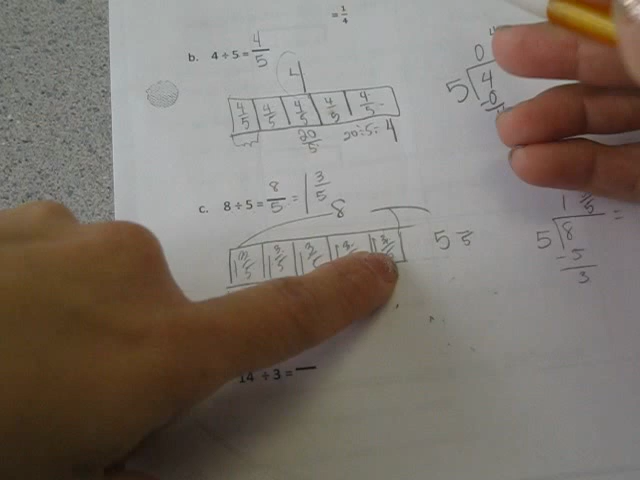 = 1/4
b. 4 ÷ 5 = 4/5
4
4/5 4/5 4/5 4/5 4/5
20/5 20÷5= 4
0
5 4
-0
c. 8 ÷ 5 = 8/5 = 1 3/5
8
1 3/5 1 3/5 1 3/5 1 3/5 1 3/5
5
1 3/5 =
5 8
-5
3
14 ÷ 3 =